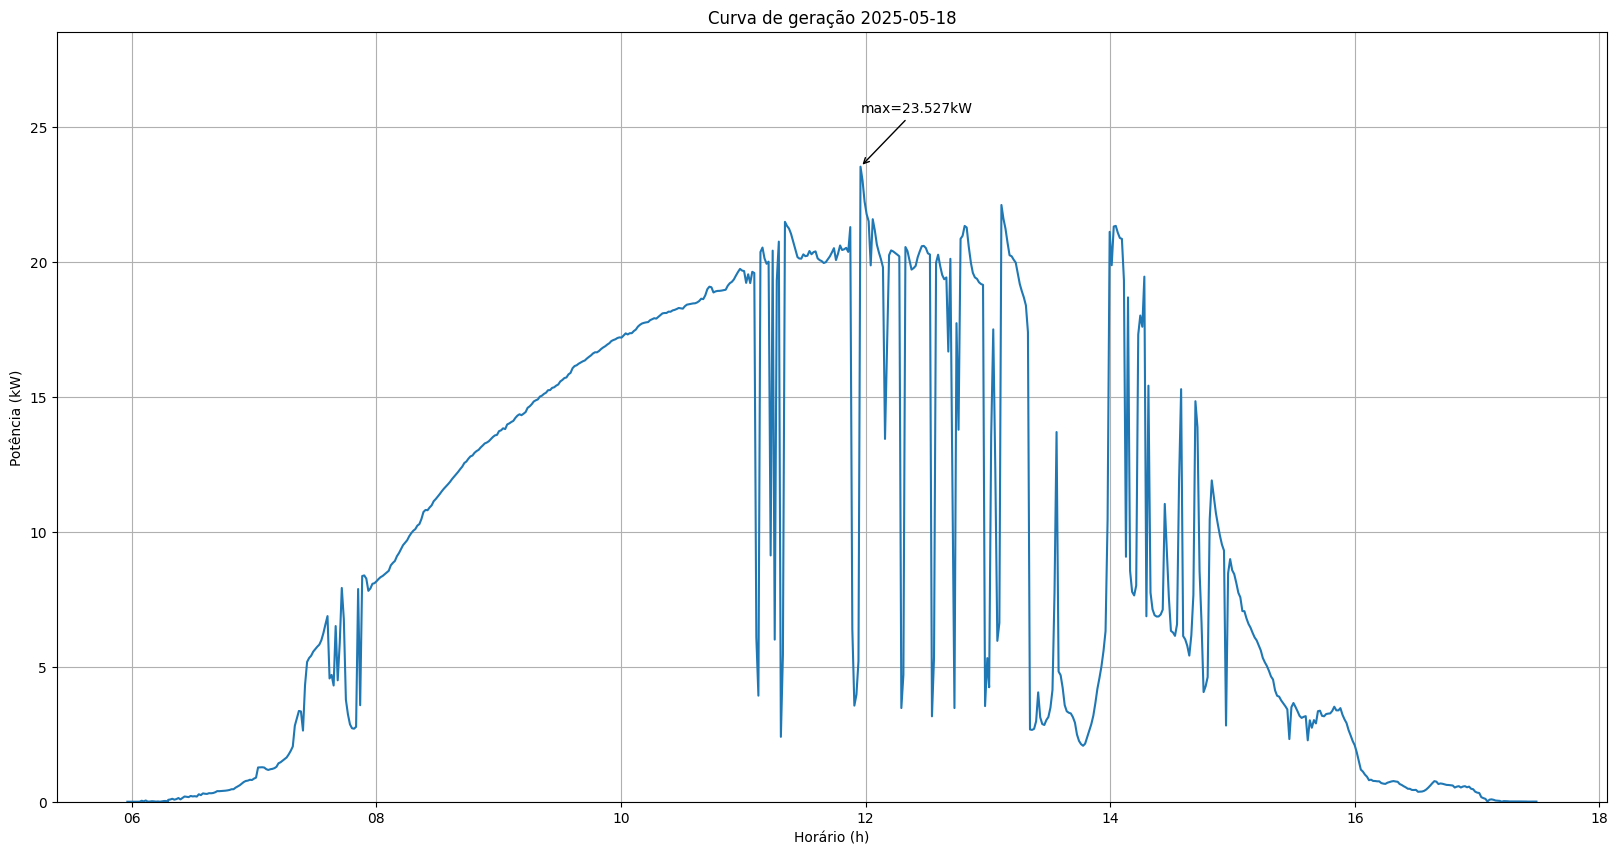 Curva de geração 2025-05-18
max=23.527kW
25
20
15
10
5
0
Potência (kW)
06 08 10 12 14 16 18
Horário (h)